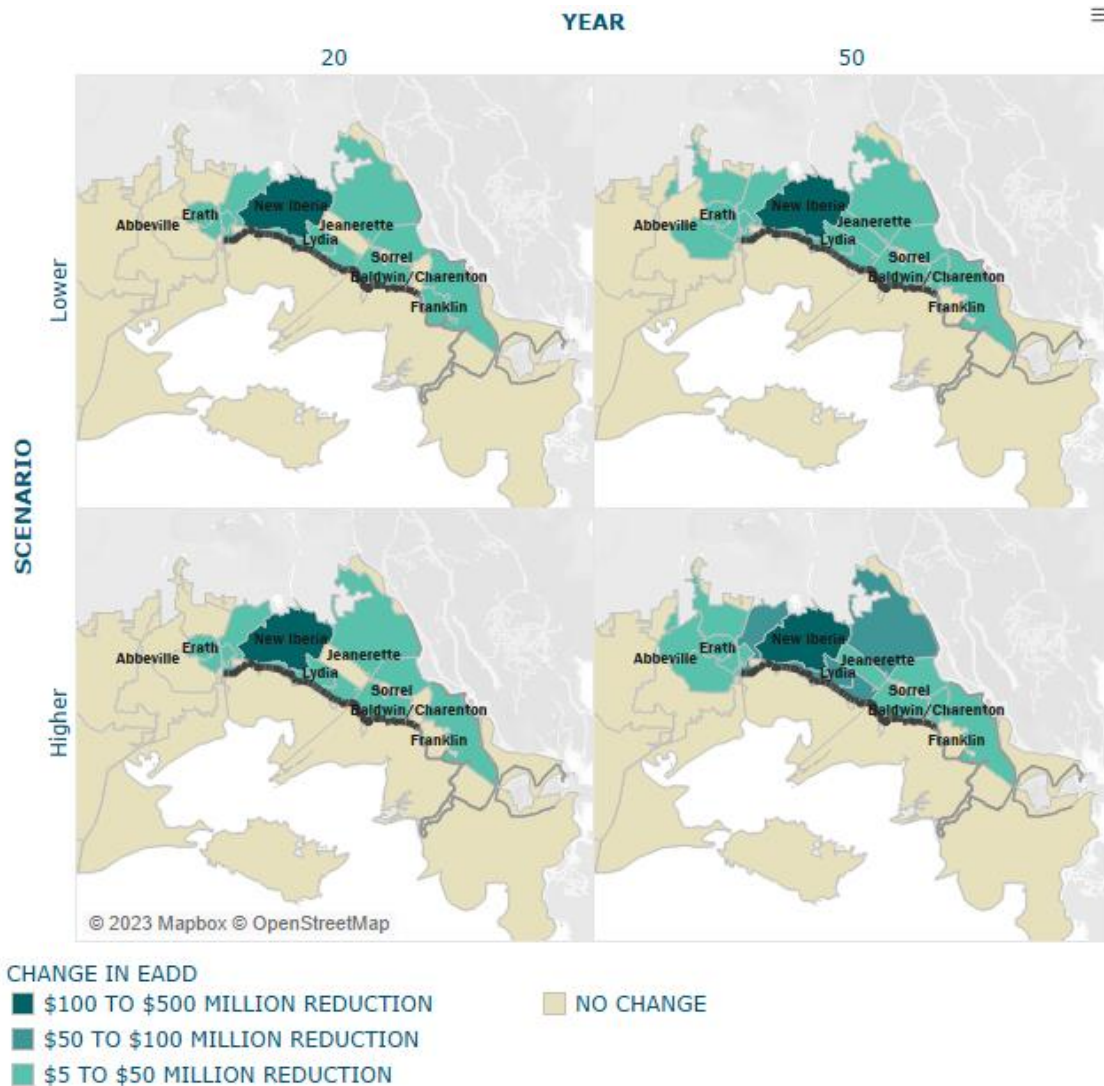 YEAR
20
50
SCENARIO
Lower
Abbeville
Erath
New Iberia
Lydia
Jeanerette
Sorrel
Baldwin/Charenton
Franklin
Abbeville
Erath
New Iberia
Lydia
Jeanerette
Sorrel
Baldwin/Charenton
Franklin
Higher
Abbeville
Erath
New Iberia
Lydia
Jeanerette
Sorrel
Baldwin/Charenton
Franklin
© 2023 Mapbox © OpenStreetMap
Abbeville
Erath
New Iberia
Lydia
Jeanerette
Sorrel
Baldwin/Charenton
Franklin
CHANGE IN EADD
$100 TO $500 MILLION REDUCTION
$50 TO $100 MILLION REDUCTION
$5 TO $50 MILLION REDUCTION
NO CHANGE